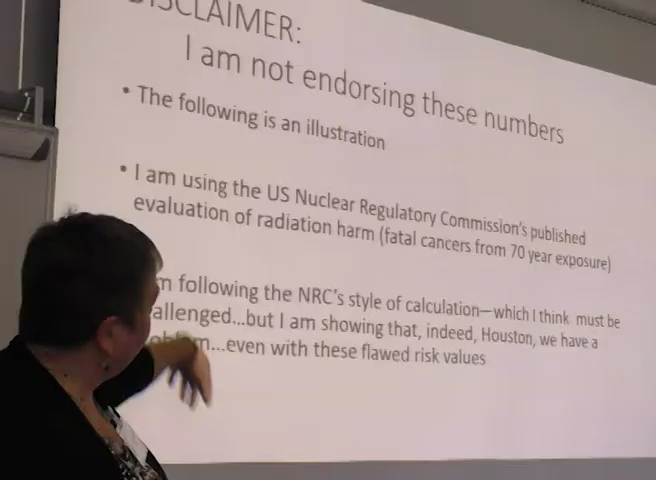 DISCLAIMER:
I am not endorsing these numbers
• The following is an illustration
• I am using the US Nuclear Regulatory Commission's published
evaluation of radiation harm (fatal cancers from 70 year exposure)
m following the NRC's style of calculation—which I think must be
allenged...but I am showing that, indeed, Houston, we have a
oblem...even with these flawed risk values